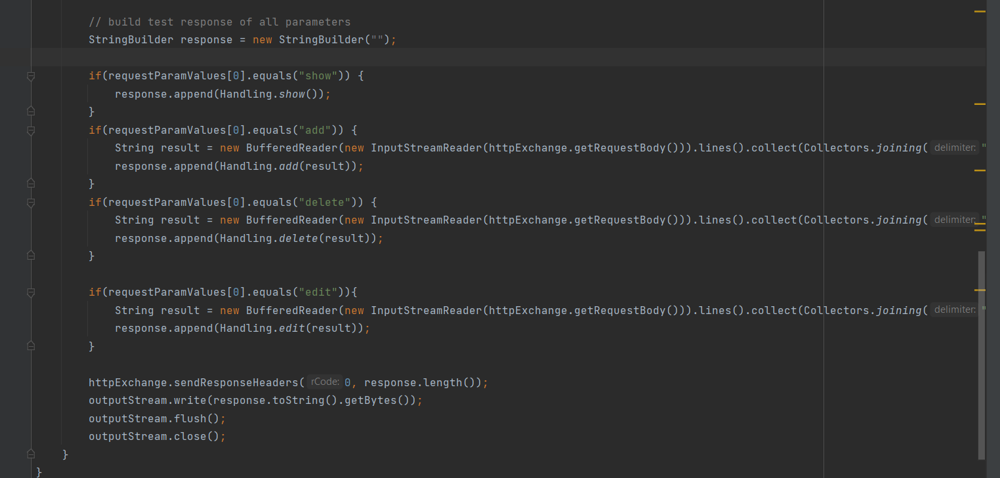 // build test response of all parameters
StringBuilder response = new StringBuilder("");
if(requestParamValues[0].equals("show")) {
response.append(Handling.show());
}
if(requestParamValues[0].equals("add")) {
String result = new BufferedReader(new InputStreamReader(httpExchange.getRequestBody())).lines().collect(Collectors.joining( delimiter: "
response.append(Handling.add(result));
}
if(requestParamValues[0].equals("delete")) {
String result = new BufferedReader(new InputStreamReader(httpExchange.getRequestBody())).lines().collect(Collectors.joining( delimiter: "
response.append(Handling.delete(result));
}
if(requestParamValues[0].equals("edit")){
String result = new BufferedReader(new InputStreamReader(httpExchange.getRequestBody())).lines().collect(Collectors.joining( delimiter: "
response.append(Handling.edit(result));
}
httpExchange.sendResponseHeaders( rCode: 0, response.length());
outputStream.write(response.toString().getBytes());
outputStream.flush();
outputStream.close();
}
}